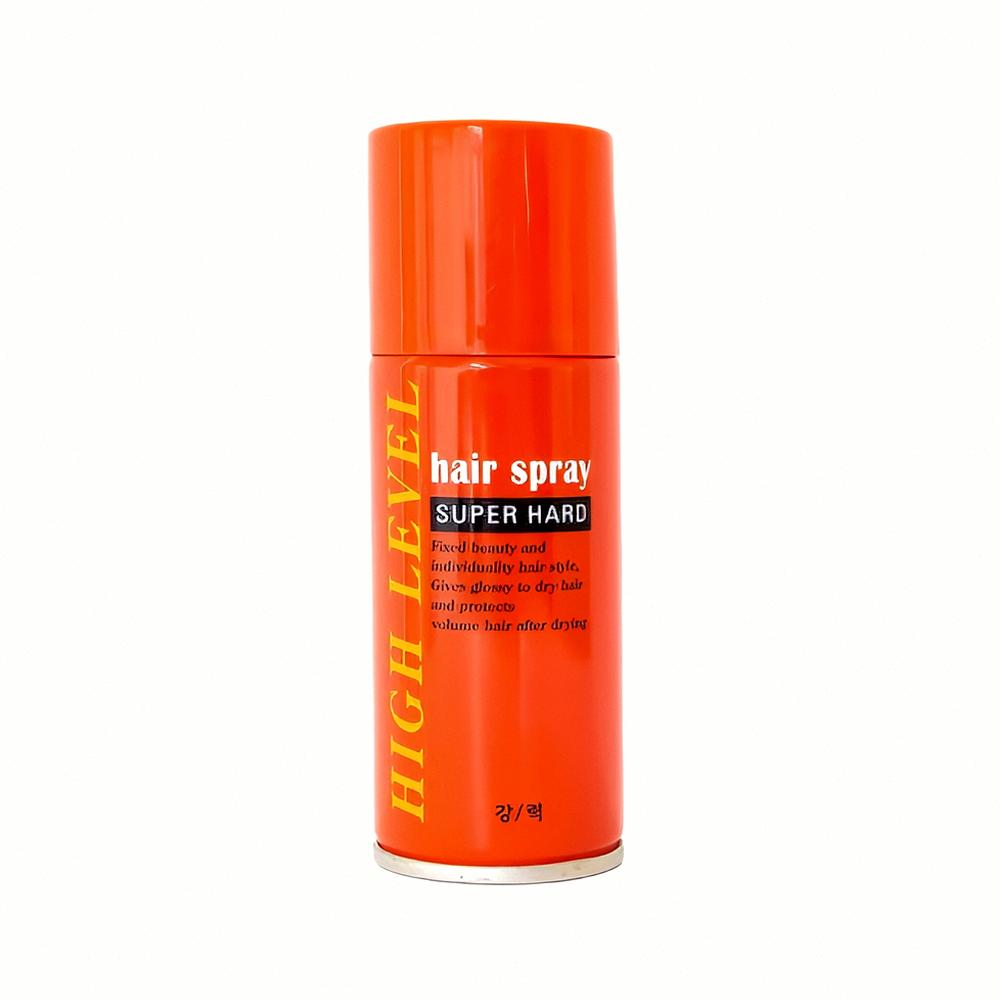 HIGH LEVEL
hair spray
SUPER HARD
Fixed beauty and
individuality hair style,
Gives glossy to dry hair
and protects
volume hair after drying
강/력